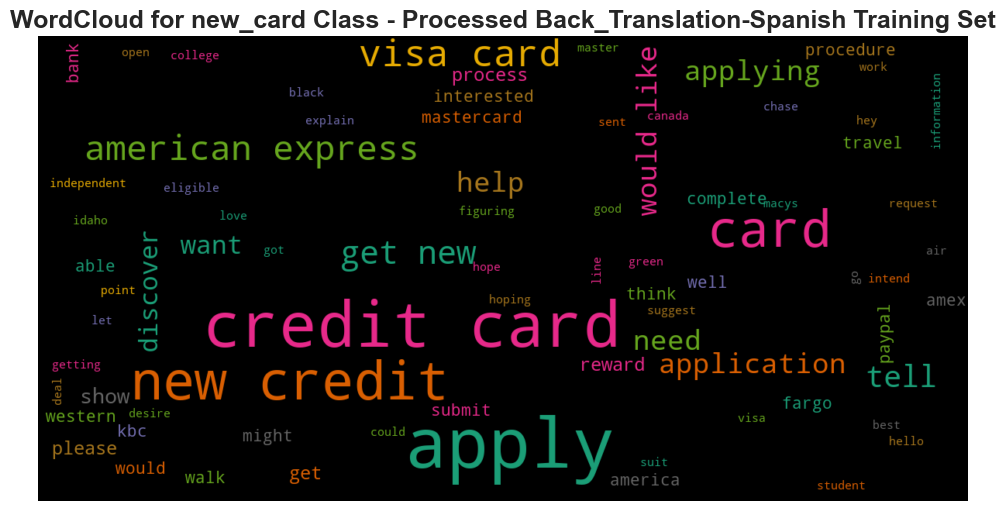 WordCloud for new_card Class - Processed Back_Translation-Spanish Training Set
bank
open
college
visa card
master
procedure
process
applying
work
black
interested
would like
chase
information
explain
mastercard
sent
canada
hey
american express
travel
independent
eligible
help
complete
macys
request
idaho
love
figuring
good
card
discover
want
got
get new
air
able
hope
line
green
go
intend
point
well
let
hoping
think
suggest
amex
credit card
need
paypal
getting
new credit
reward
application
tell
deal
show
western
desire
submit
fargo
kbc
could
visa
best
please
might
apply
hello
would
walk
get
suit
america
student